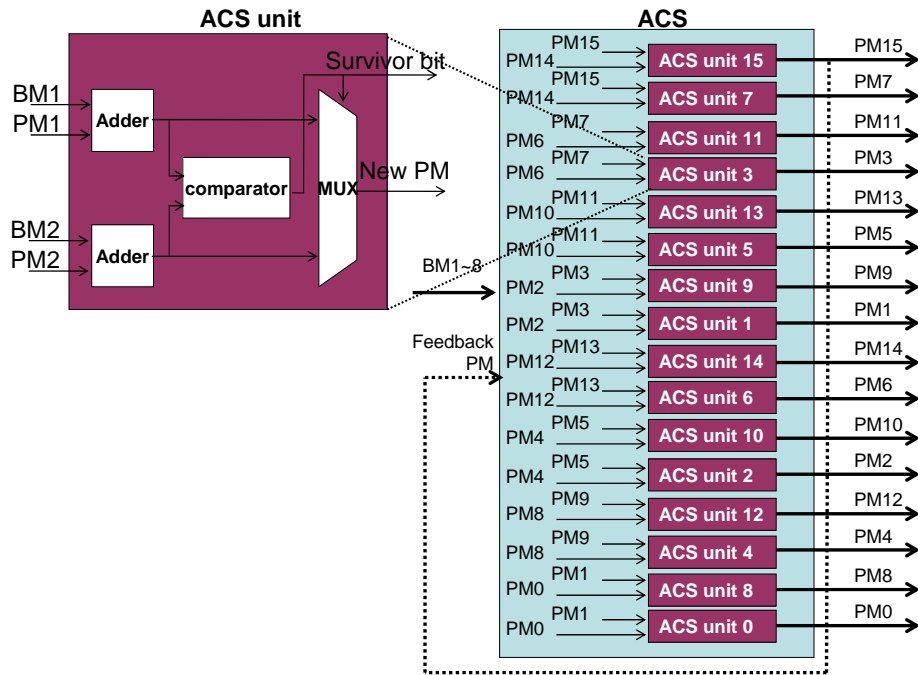 ACS unit
Survivor bit
BM1
PM1
Adder
comparator
MUX
New PM
BM2
PM2
Adder
ACS
BM1~8
Feedback
PM
PM15
PM14
ACS unit 15
PM15
PM15
PM14
ACS unit 7
PM7
PM7
PM6
ACS unit 11
PM11
PM7
PM6
ACS unit 3
PM3
PM11
PM10
ACS unit 13
PM13
PM11
PM10
ACS unit 5
PM5
PM3
PM2
ACS unit 9
PM9
PM3
PM2
ACS unit 1
PM1
PM13
PM12
ACS unit 14
PM14
PM13
PM12
ACS unit 6
PM6
PM5
PM4
ACS unit 10
PM10
PM5
PM4
ACS unit 2
PM2
PM9
PM8
ACS unit 12
PM12
PM9
PM8
ACS unit 4
PM4
PM1
PM0
ACS unit 8
PM8
PM1
PM0
ACS unit 0
PM0